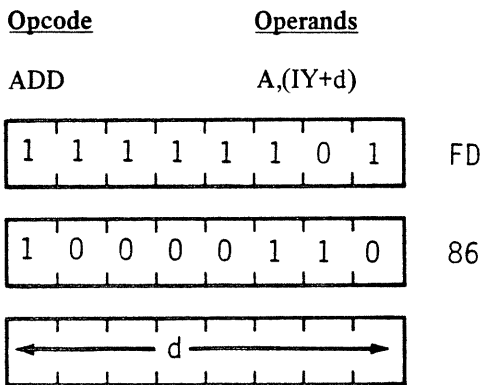 Opcode Operands
ADD A,(IY+d)
1 1 1 1 1 1 0 1 FD
1 0 0 0 0 1 1 0 86
d